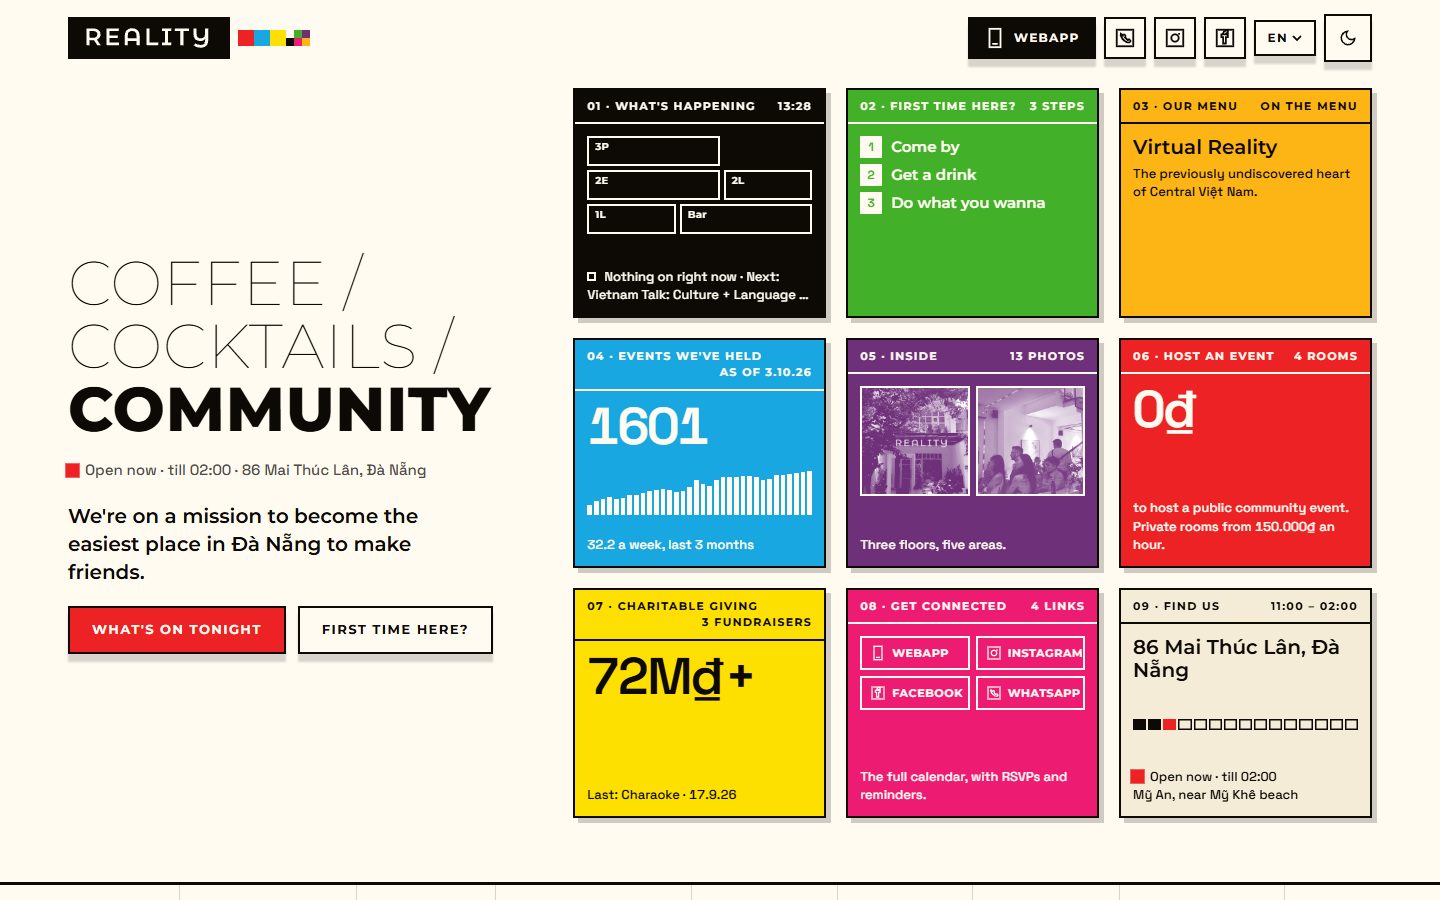 REALITY
WEBAPP
EN
COFFEE /
COCKTAILS /
COMMUNITY
Open now · till 02:00 · 86 Mai Thúc Lân, Đà Nẵng
We're on a mission to become the
easiest place in Đà Nẵng to make
friends.
WHAT'S ON TONIGHT
FIRST TIME HERE?
01 · WHAT'S HAPPENING 13:28
3P
2E
2L
1L
Bar
Nothing on right now · Next:
Vietnam Talk: Culture + Language ...
02 · FIRST TIME HERE? 3 STEPS
1 Come by
2 Get a drink
3 Do what you wanna
03 · OUR MENU ON THE MENU
Virtual Reality
The previously undiscovered heart
of Central Việt Nam.
04 · EVENTS WE'VE HELD
AS OF 3.10.26
1601
32.2 a week, last 3 months
05 · INSIDE 13 PHOTOS
REALITY
Three floors, five areas.
06 · HOST AN EVENT 4 ROOMS
0₫
to host a public community event.
Private rooms from 150.000₫ an
hour.
07 · CHARITABLE GIVING
3 FUNDRAISERS
72M₫+
Last: Charaoke · 17.9.26
08 · GET CONNECTED 4 LINKS
WEBAPP
INSTAGRAM
FACEBOOK
WHATSAPP
The full calendar, with RSVPs and
reminders.
09 · FIND US 11:00 – 02:00
86 Mai Thúc Lân, Đà
Nẵng
Open now · till 02:00
Mỹ An, near Mỹ Khê beach